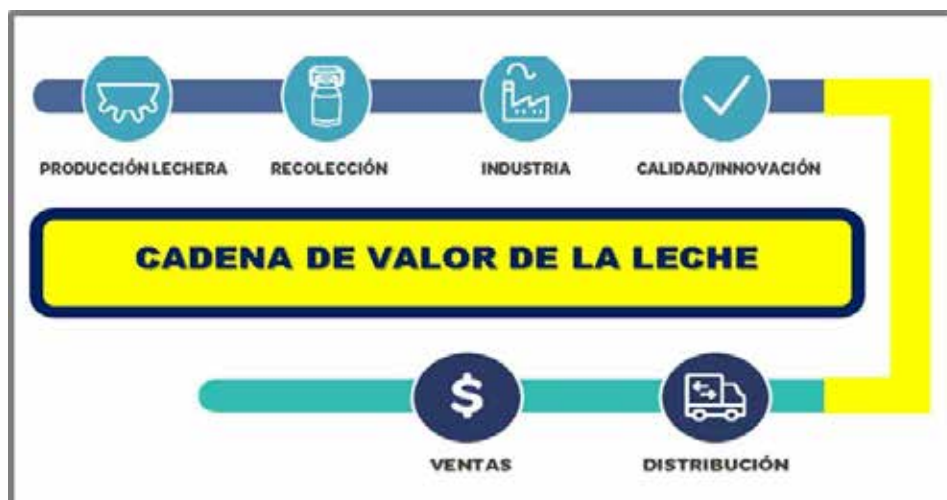 PRODUCCIÓN LECHERA
RECOLECCIÓN
INDUSTRIA
CALIDAD/INNOVACIÓN
CADENA DE VALOR DE LA LECHE
$
VENTAS
DISTRIBUCIÓN